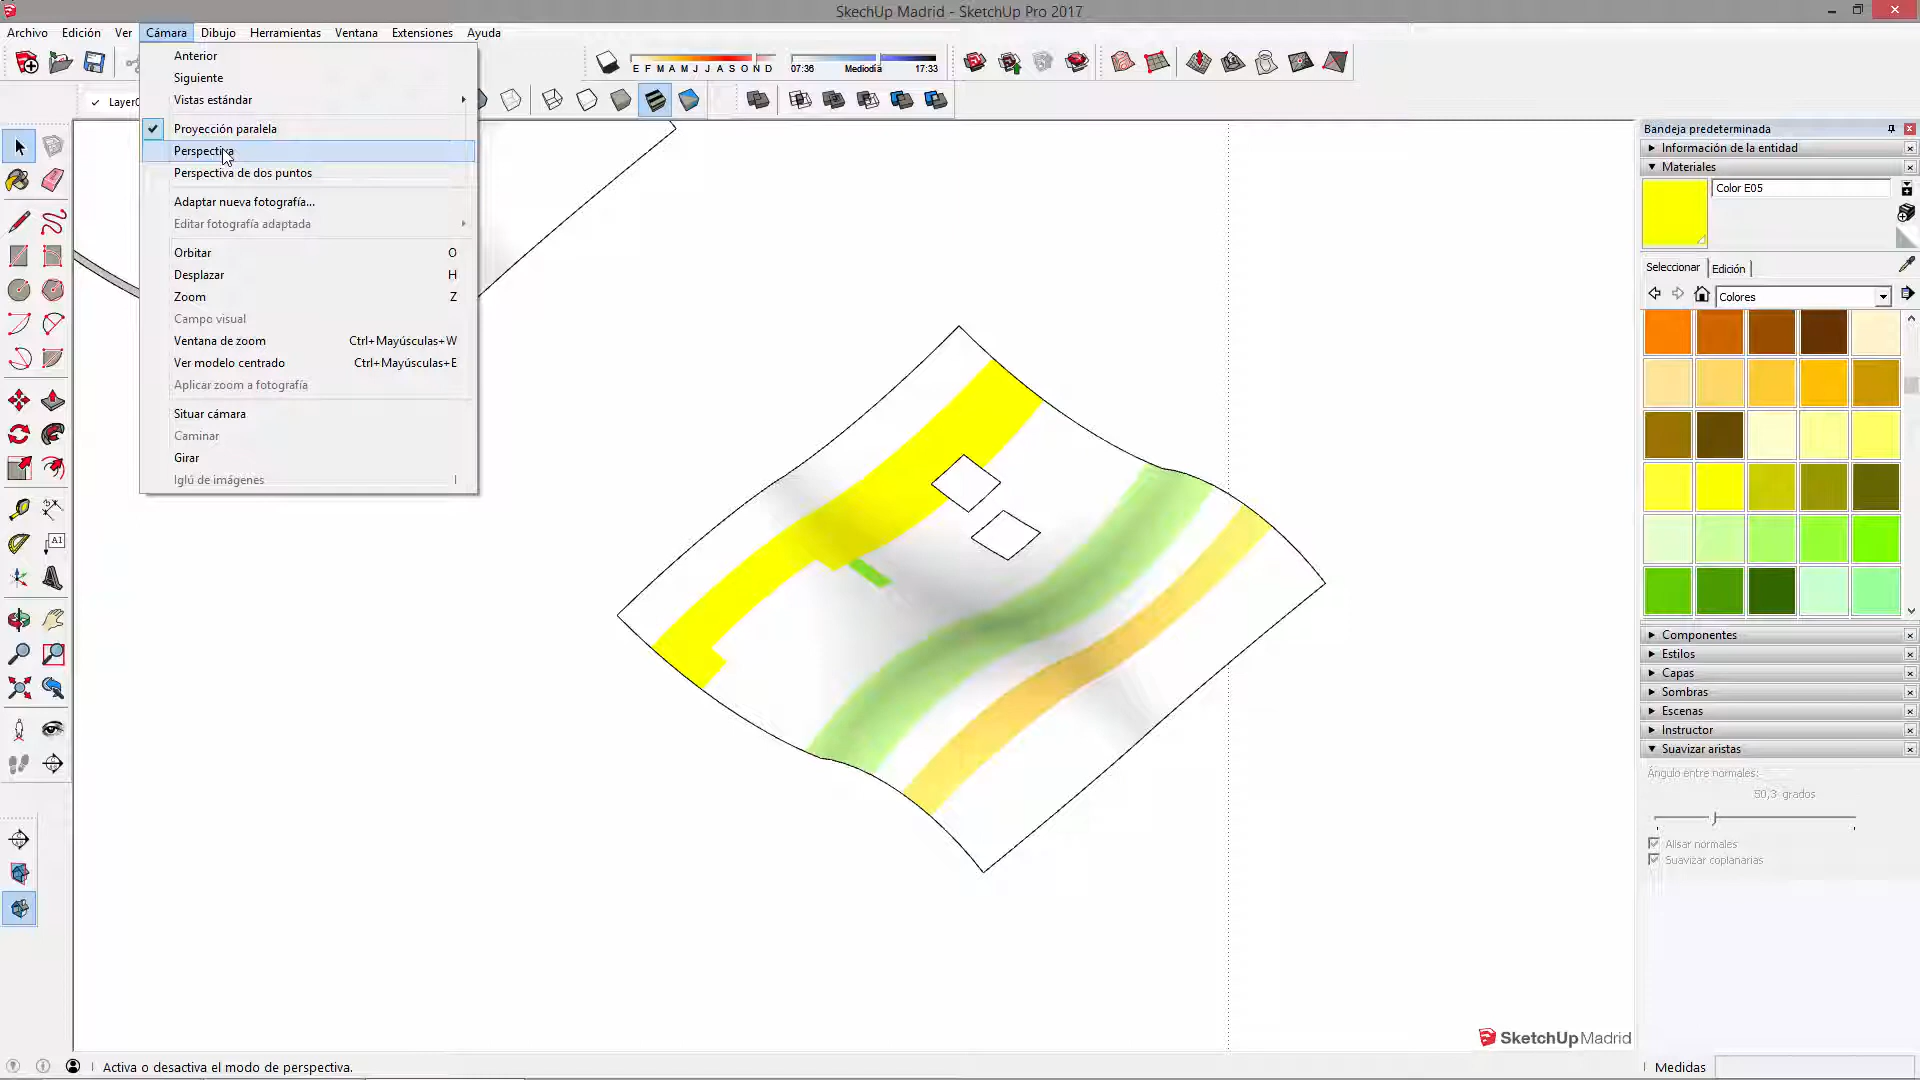 SkechUp Madrid - SketchUp Pro 2017
Archivo Edición Ver Cámara Dibujo Herramientas Ventana Extensiones Ayuda
E F M A M J J A S O N D
07:36 Mediodía 17:33
Layer0
Anterior
Siguiente
Vistas estándar
Proyección paralela
Perspectiva
Perspectiva de dos puntos
Adaptar nueva fotografía...
Editar fotografía adaptada
Orbitar O
Desplazar H
Zoom Z
Campo visual
Ventana de zoom Ctrl+Mayúsculas+W
Ver modelo centrado Ctrl+Mayúsculas+E
Aplicar zoom a fotografía
Situar cámara
Caminar
Girar
Iglú de imágenes I
A1
Bandeja predeterminada
Información de la entidad
Materiales
Color E05
Seleccionar Edición
Colores
Componentes
Estilos
Capas
Sombras
Escenas
Instructor
Suavizar aristas
Ángulo entre normales:
50,3 grados
Alisar normales
Suavizar coplanarias
SketchUp Madrid
Activa o desactiva el modo de perspectiva.
Medidas